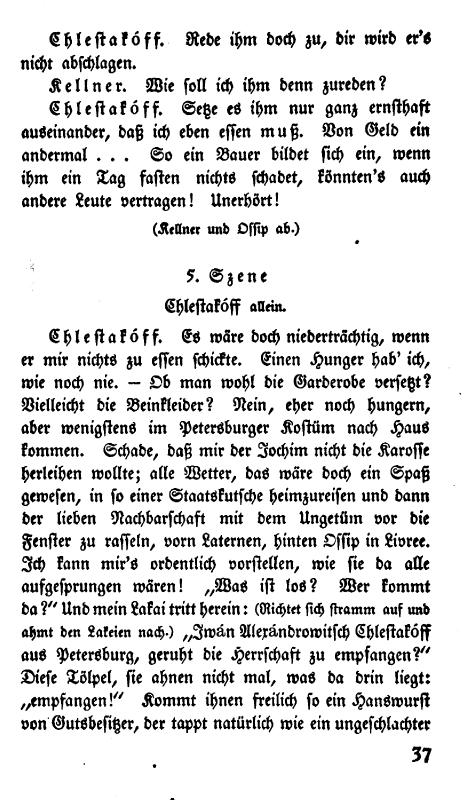 Chlestakóff. Rede ihm doch zu, dir wird er's
nicht abschlagen.
Kellner. Wie soll ich ihm denn zureden?
Chlestakóff. Setze es ihm nur ganz ernsthaft
auseinander, daß ich eben essen muß. Von Geld ein
andermal . . . So ein Bauer bildet sich ein, wenn
ihm ein Tag fasten nichts schadet, könnten's auch
andere Leute vertragen! Unerhört!
(Kellner und Ossip ab.)
5. Szene
Chlestakóff allein.
Chlestakóff. Es wäre doch niederträchtig, wenn
er mir nichts zu essen schickte. Einen Hunger hab' ich,
wie noch nie. — Ob man wohl die Garderobe versetzt?
Vielleicht die Beinkleider? Nein, eher noch hungern,
aber wenigstens im Petersburger Kostüm nach Haus
kommen. Schade, daß mir der Jochim nicht die Karosse
herleihen wollte; alle Wetter, das wäre doch ein Spaß
gewesen, in so einer Staatskutsche heimzureisen und dann
der lieben Nachbarschaft mit dem Ungetüm vor die
Fenster zu rasseln, vorn Laternen, hinten Ossip in Livree.
Ich kann mir's ordentlich vorstellen, wie sie da alle
aufgesprungen wären! „Was ist los? Wer kommt
da?" Und mein Lakai tritt herein: (Richtet sich stramm auf und
ahmt den Lakeien nach.) „Iwán Alexándrowitsch Chlestakóff
aus Petersburg, geruht die Herrschaft zu empfangen?"
Diese Tölpel, sie ahnen nicht mal, was da drin liegt:
„empfangen!" Kommt ihnen freilich so ein Hanswurst
von Gutsbesitzer, der tappt natürlich wie ein ungeschlachter
37